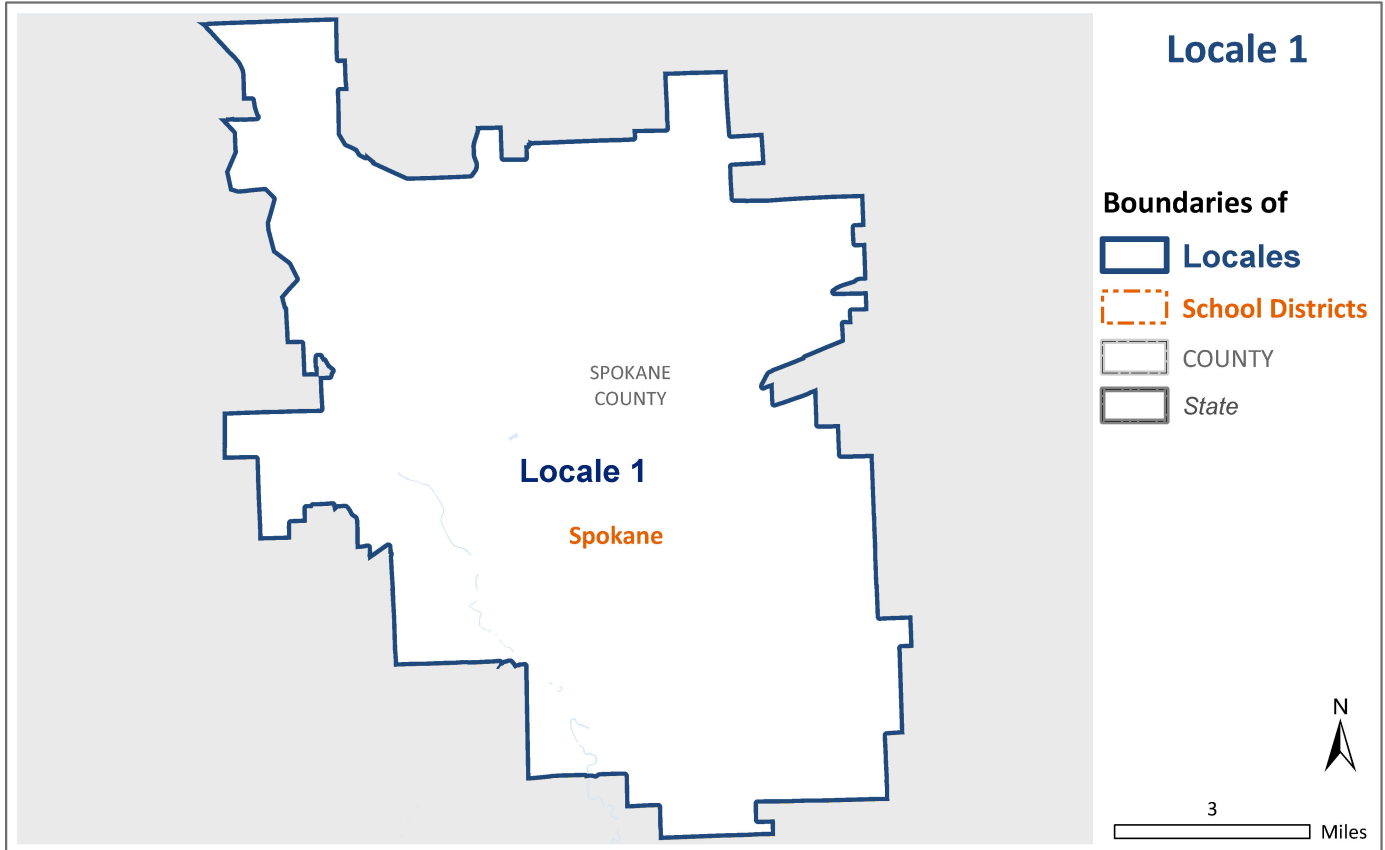 Locale 1
Boundaries of
Locales
School Districts
COUNTY
State
SPOKANE
COUNTY
Locale 1
Spokane
N
3
Miles